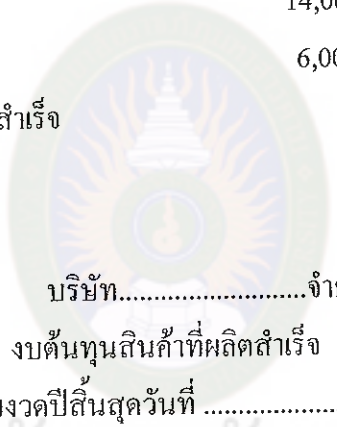 14,00
6,00
สำเร็จ
บริษัท..........................จำ
งบต้นทุนสินค้าที่ผลิตสำเร็จ
งวดปีสิ้นสุดวันที่ ....................